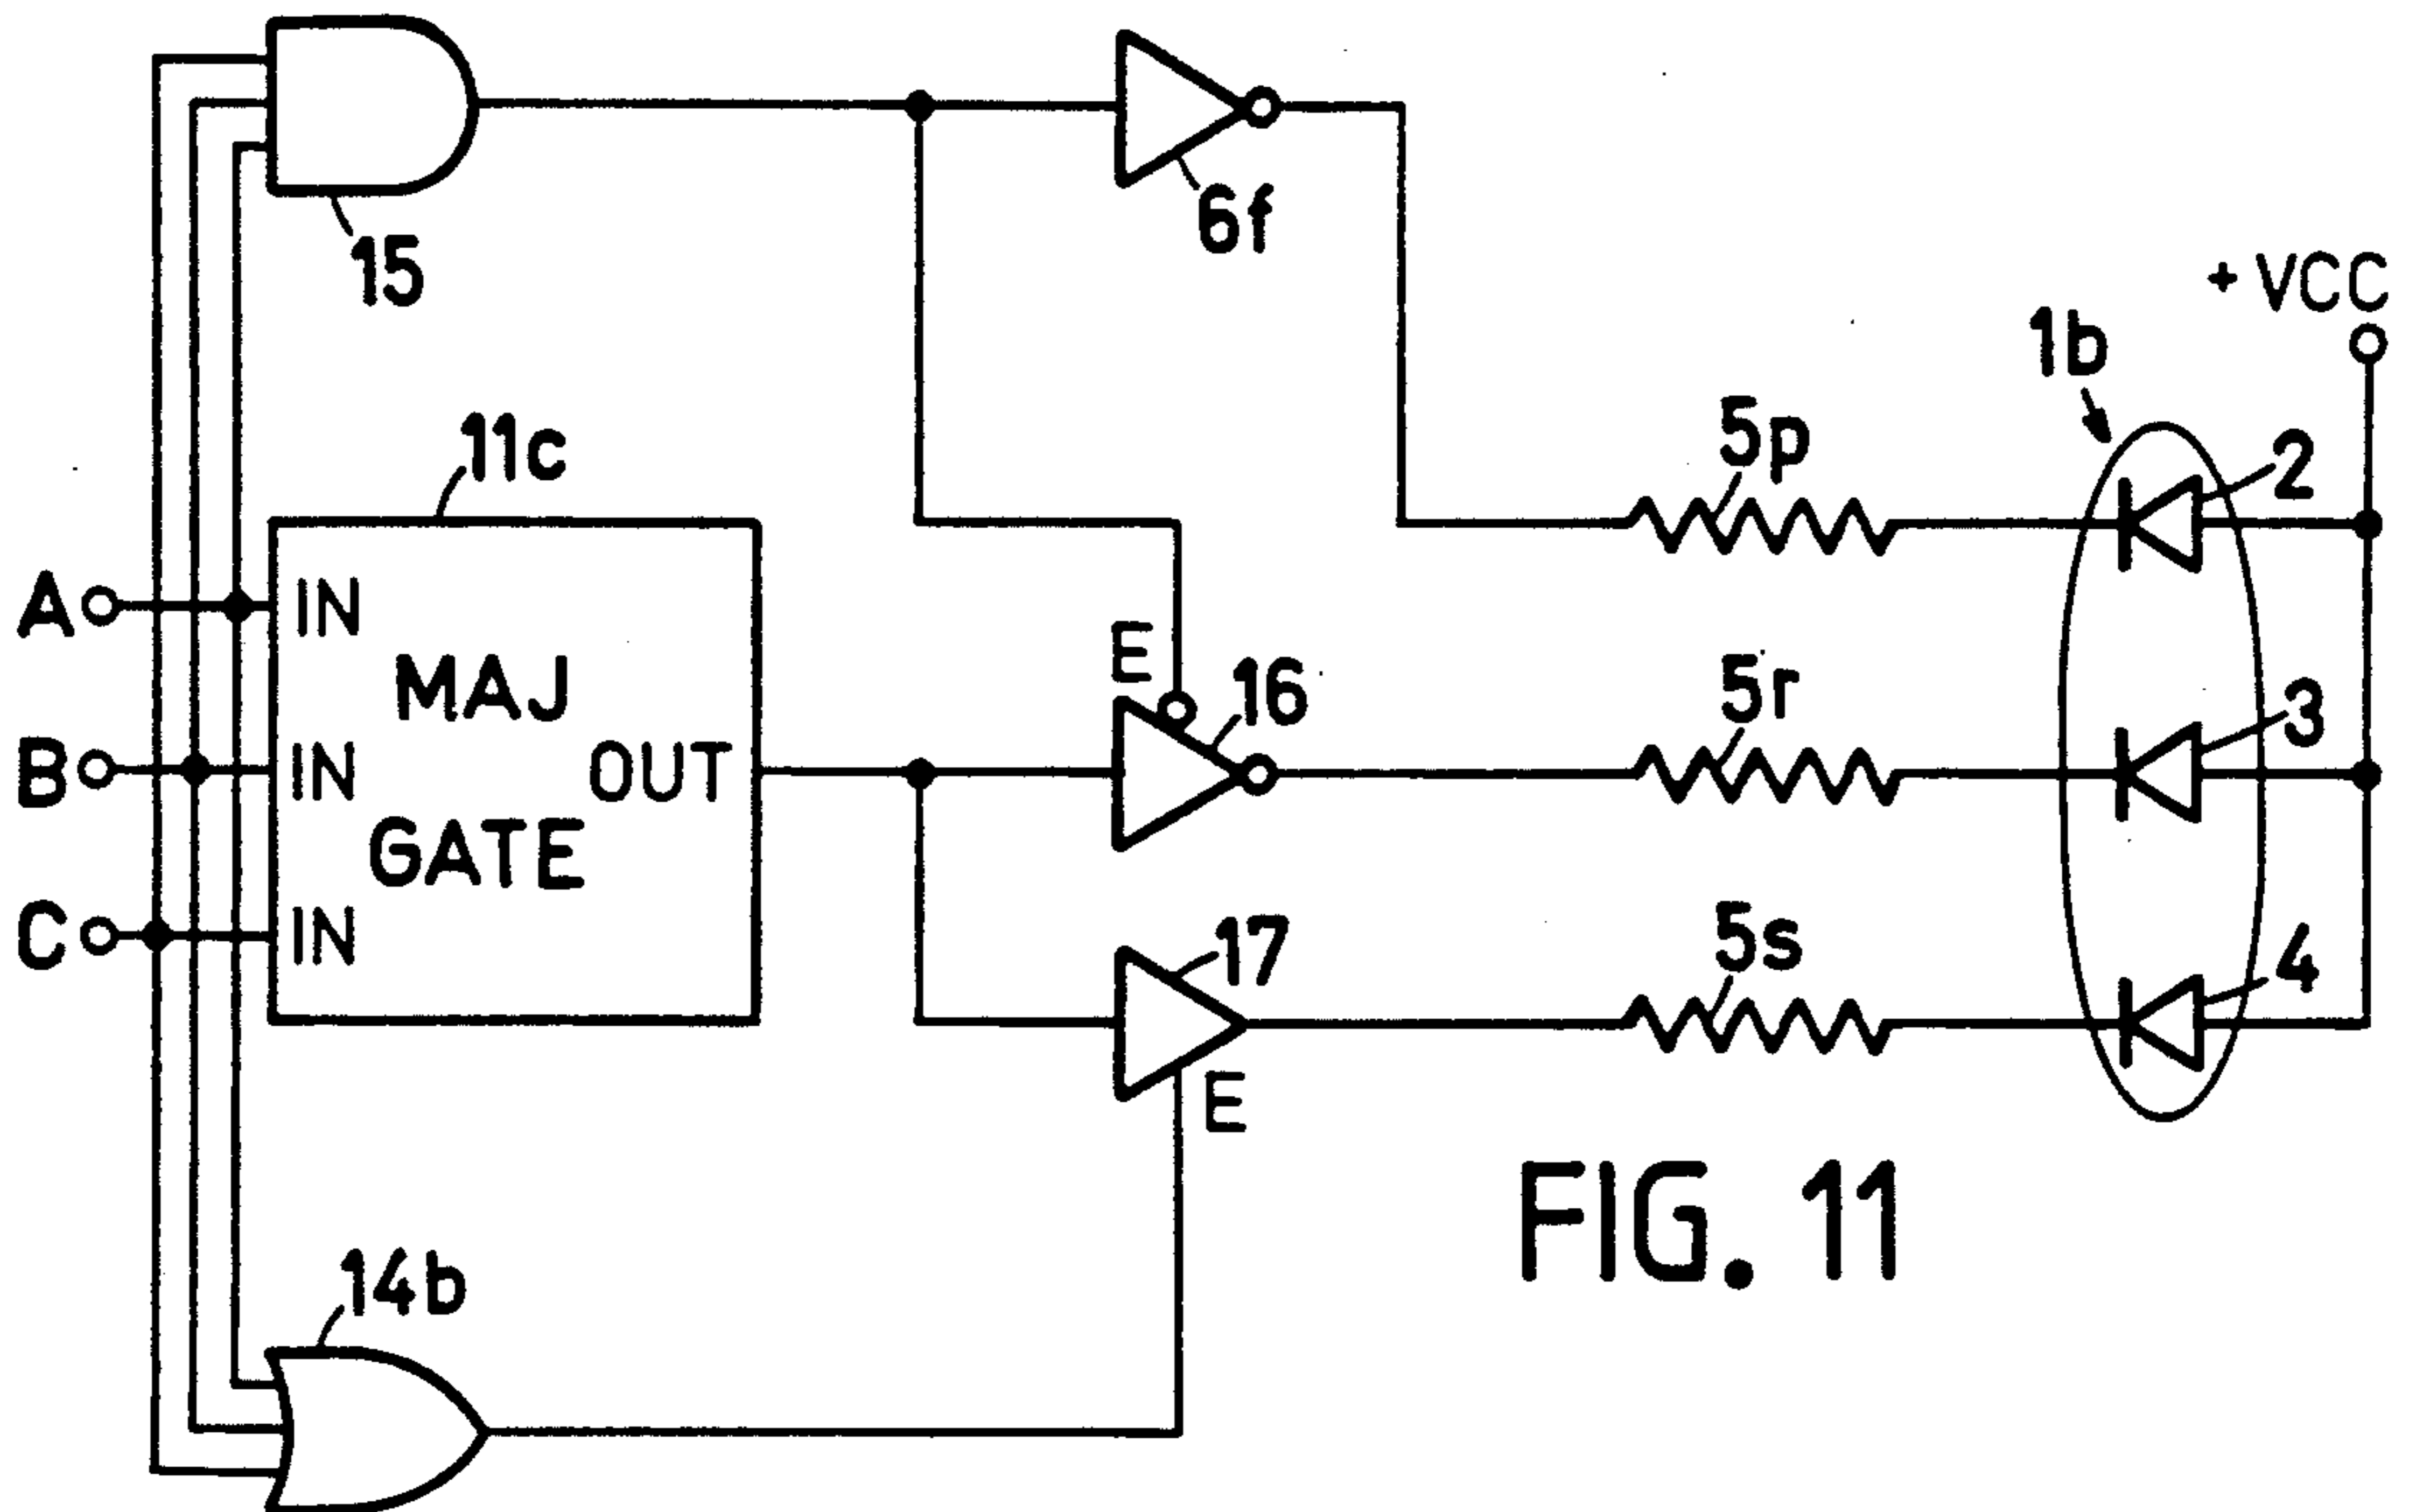 15
6f
+ VCC
1b
11c
5p
2
A
IN
MAJ
E
16
5r
3
B
IN
OUT
GATE
C
IN
17
5s
4
E
FIG. 11
14b